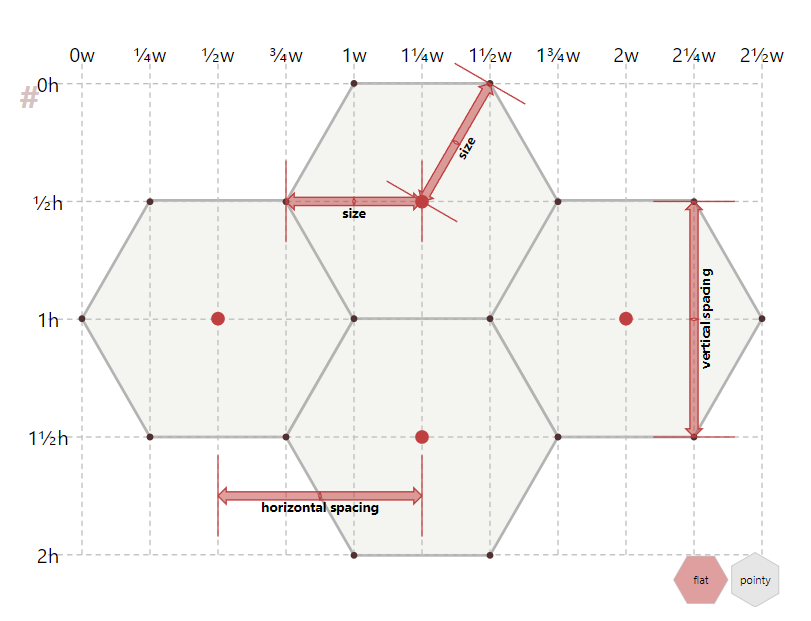 0w ¼w ½w ¾w 1w 1¼w 1½w 1¾w 2w 2¼w 2½w
#
0h
size
½h
size
vertical spacing
1h
1½h
horizontal spacing
2h
flat pointy